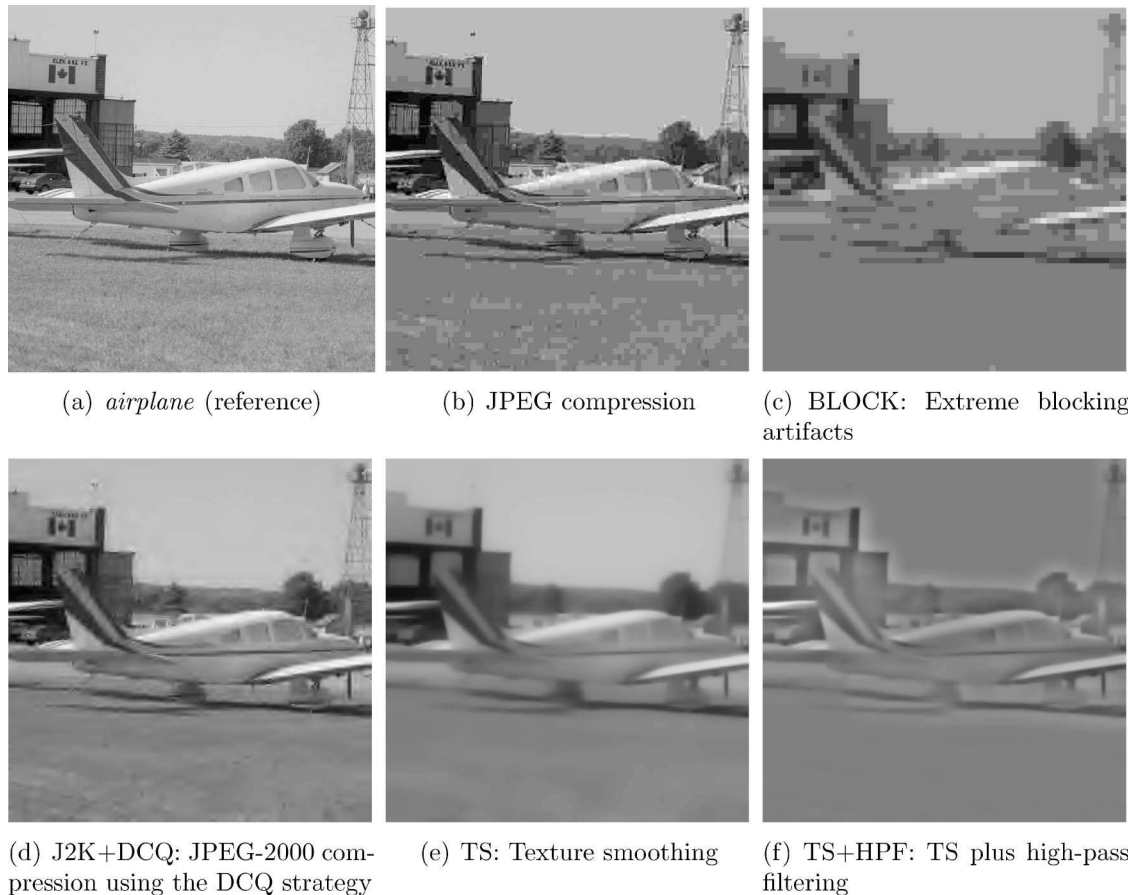 (a) airplane (reference)
(b) JPEG compression
(c) BLOCK: Extreme blocking
artifacts
(d) J2K+DCQ: JPEG-2000 com-
pression using the DCQ strategy
(e) TS: Texture smoothing
(f) TS+HPF: TS plus high-pass
filtering